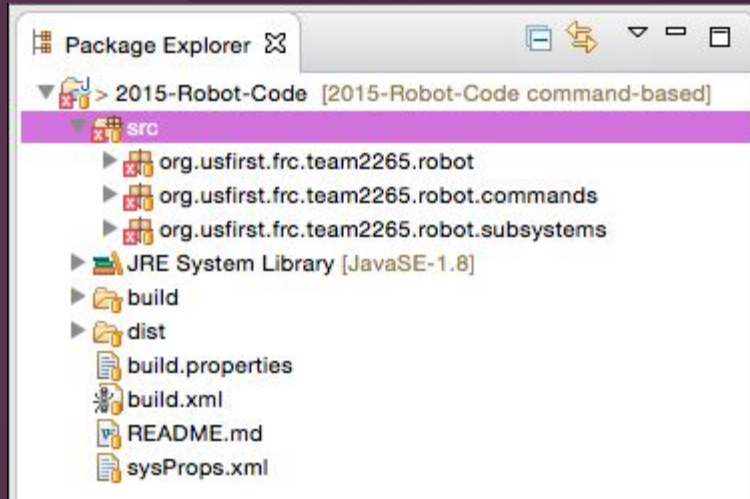 Package Explorer
> 2015-Robot-Code [2015-Robot-Code command-based]
src
org.usfirst.frc.team2265.robot
org.usfirst.frc.team2265.robot.commands
org.usfirst.frc.team2265.robot.subsystems
JRE System Library [JavaSE-1.8]
build
dist
build.properties
build.xml
README.md
sysProps.xml